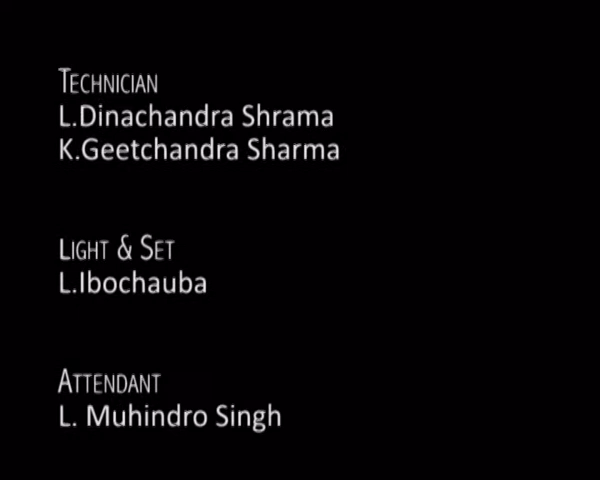 Technician
L.Dinachandra Shrama
K.Geetchandra Sharma
Light & Set
L.Ibochauba
Attendant
L. Muhindro Singh